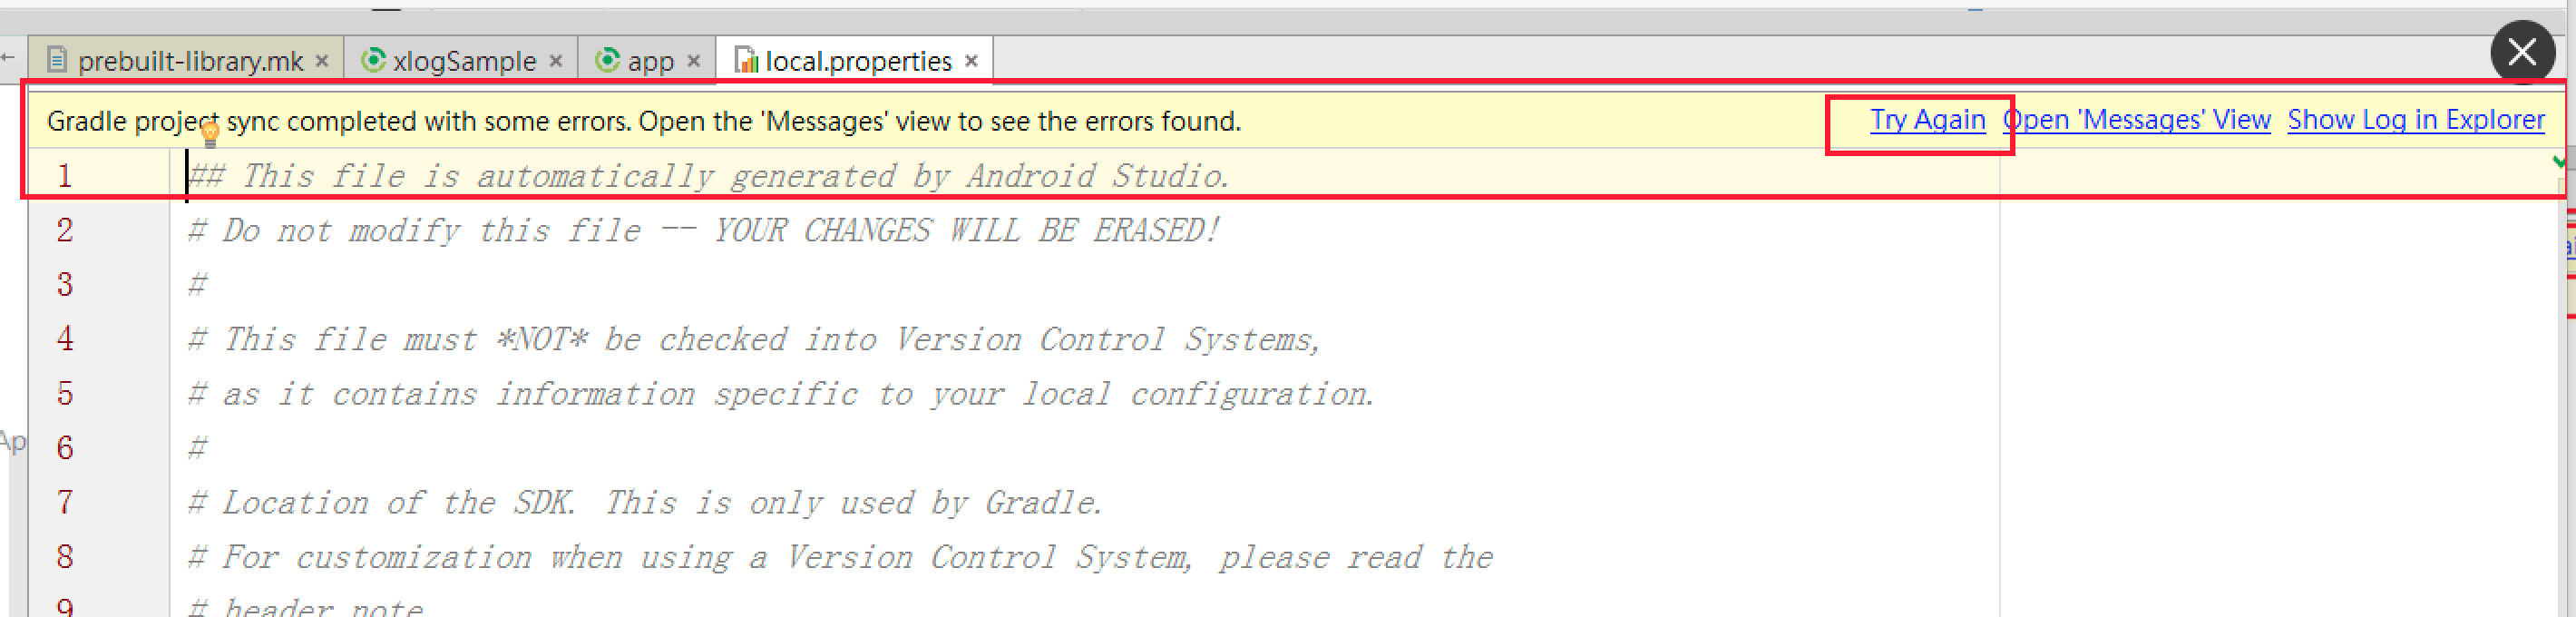 prebuilt-library.mk xlogSample app local.properties
Gradle project sync completed with some errors. Open the 'Messages' view to see the errors found. Try Again Open 'Messages' View Show Log in Explorer
1 ## This file is automatically generated by Android Studio.
2 # Do not modify this file -- YOUR CHANGES WILL BE ERASED!
3 #
4 # This file must *NOT* be checked into Version Control Systems,
5 # as it contains information specific to your local configuration.
6 #
Ap
7 # Location of the SDK. This is only used by Gradle.
8 # For customization when using a Version Control System, please read the
9 # header note